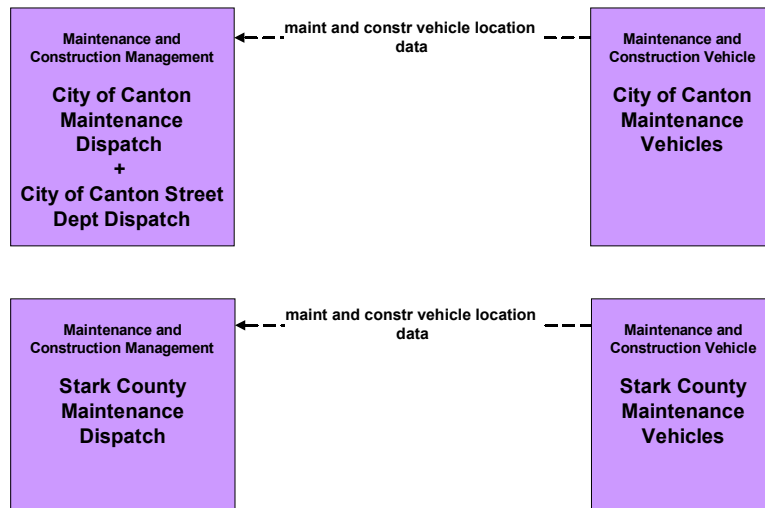 Maintenance and
Construction Management
City of Canton
Maintenance
Dispatch
+
City of Canton Street
Dept Dispatch
maint and constr vehicle location
data
Maintenance and
Construction Vehicle
City of Canton
Maintenance
Vehicles
Maintenance and
Construction Management
Stark County
Maintenance
Dispatch
maint and constr vehicle location
data
Maintenance and
Construction Vehicle
Stark County
Maintenance
Vehicles